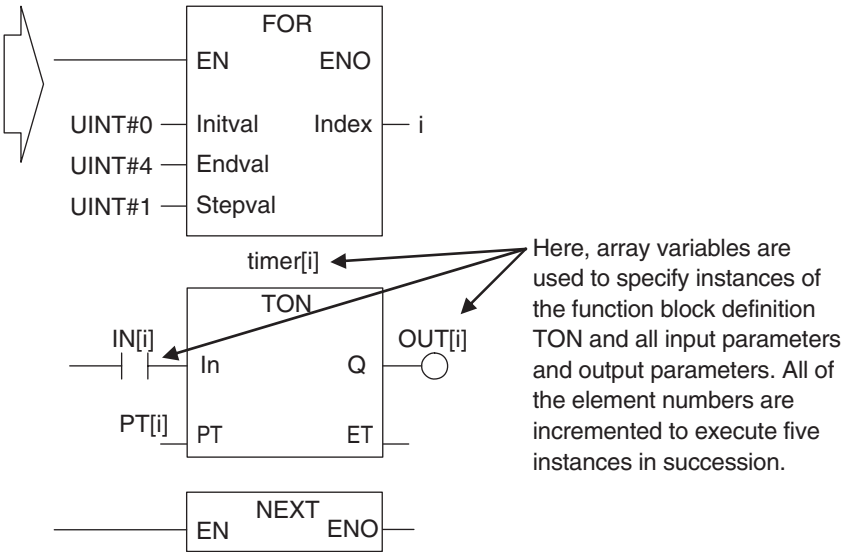 FOR
EN ENO
UINT#0 Initval Index i
UINT#4 Endval
UINT#1 Stepval
timer[i]
TON
IN[i] In Q OUT[i]
PT[i] PT ET
NEXT
EN ENO
Here, array variables are
used to specify instances of
the function block definition
TON and all input parameters
and output parameters. All of
the element numbers are
incremented to execute five
instances in succession.